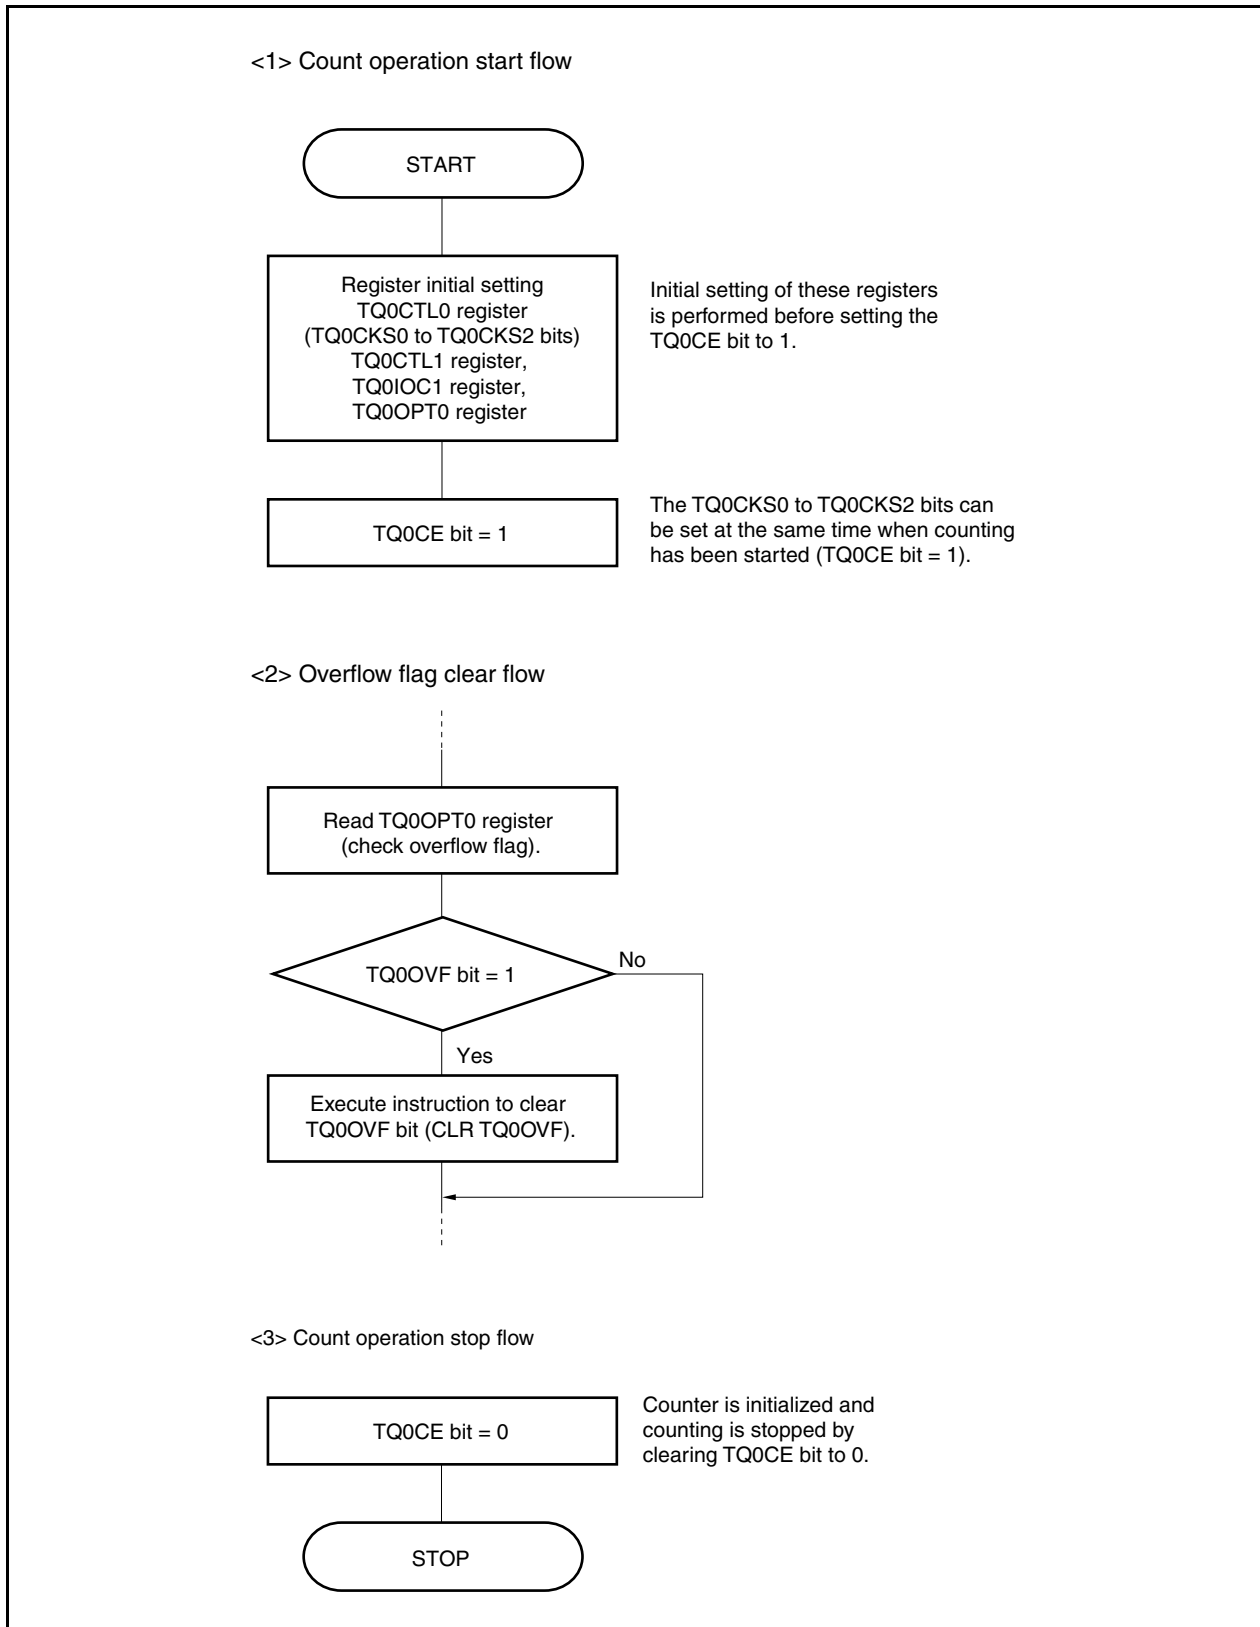 <1> Count operation start flow
START
Register initial setting
TQ0CTL0 register
(TQ0CKS0 to TQ0CKS2 bits)
TQ0CTL1 register,
TQ0IOC1 register,
TQ0OPT0 register
Initial setting of these registers
is performed before setting the
TQ0CE bit to 1.
TQ0CE bit = 1
The TQ0CKS0 to TQ0CKS2 bits can
be set at the same time when counting
has been started (TQ0CE bit = 1).
<2> Overflow flag clear flow
Read TQ0OPT0 register
(check overflow flag).
TQ0OVF bit = 1
No
Yes
Execute instruction to clear
TQ0OVF bit (CLR TQ0OVF).
<3> Count operation stop flow
TQ0CE bit = 0
Counter is initialized and
counting is stopped by
clearing TQ0CE bit to 0.
STOP